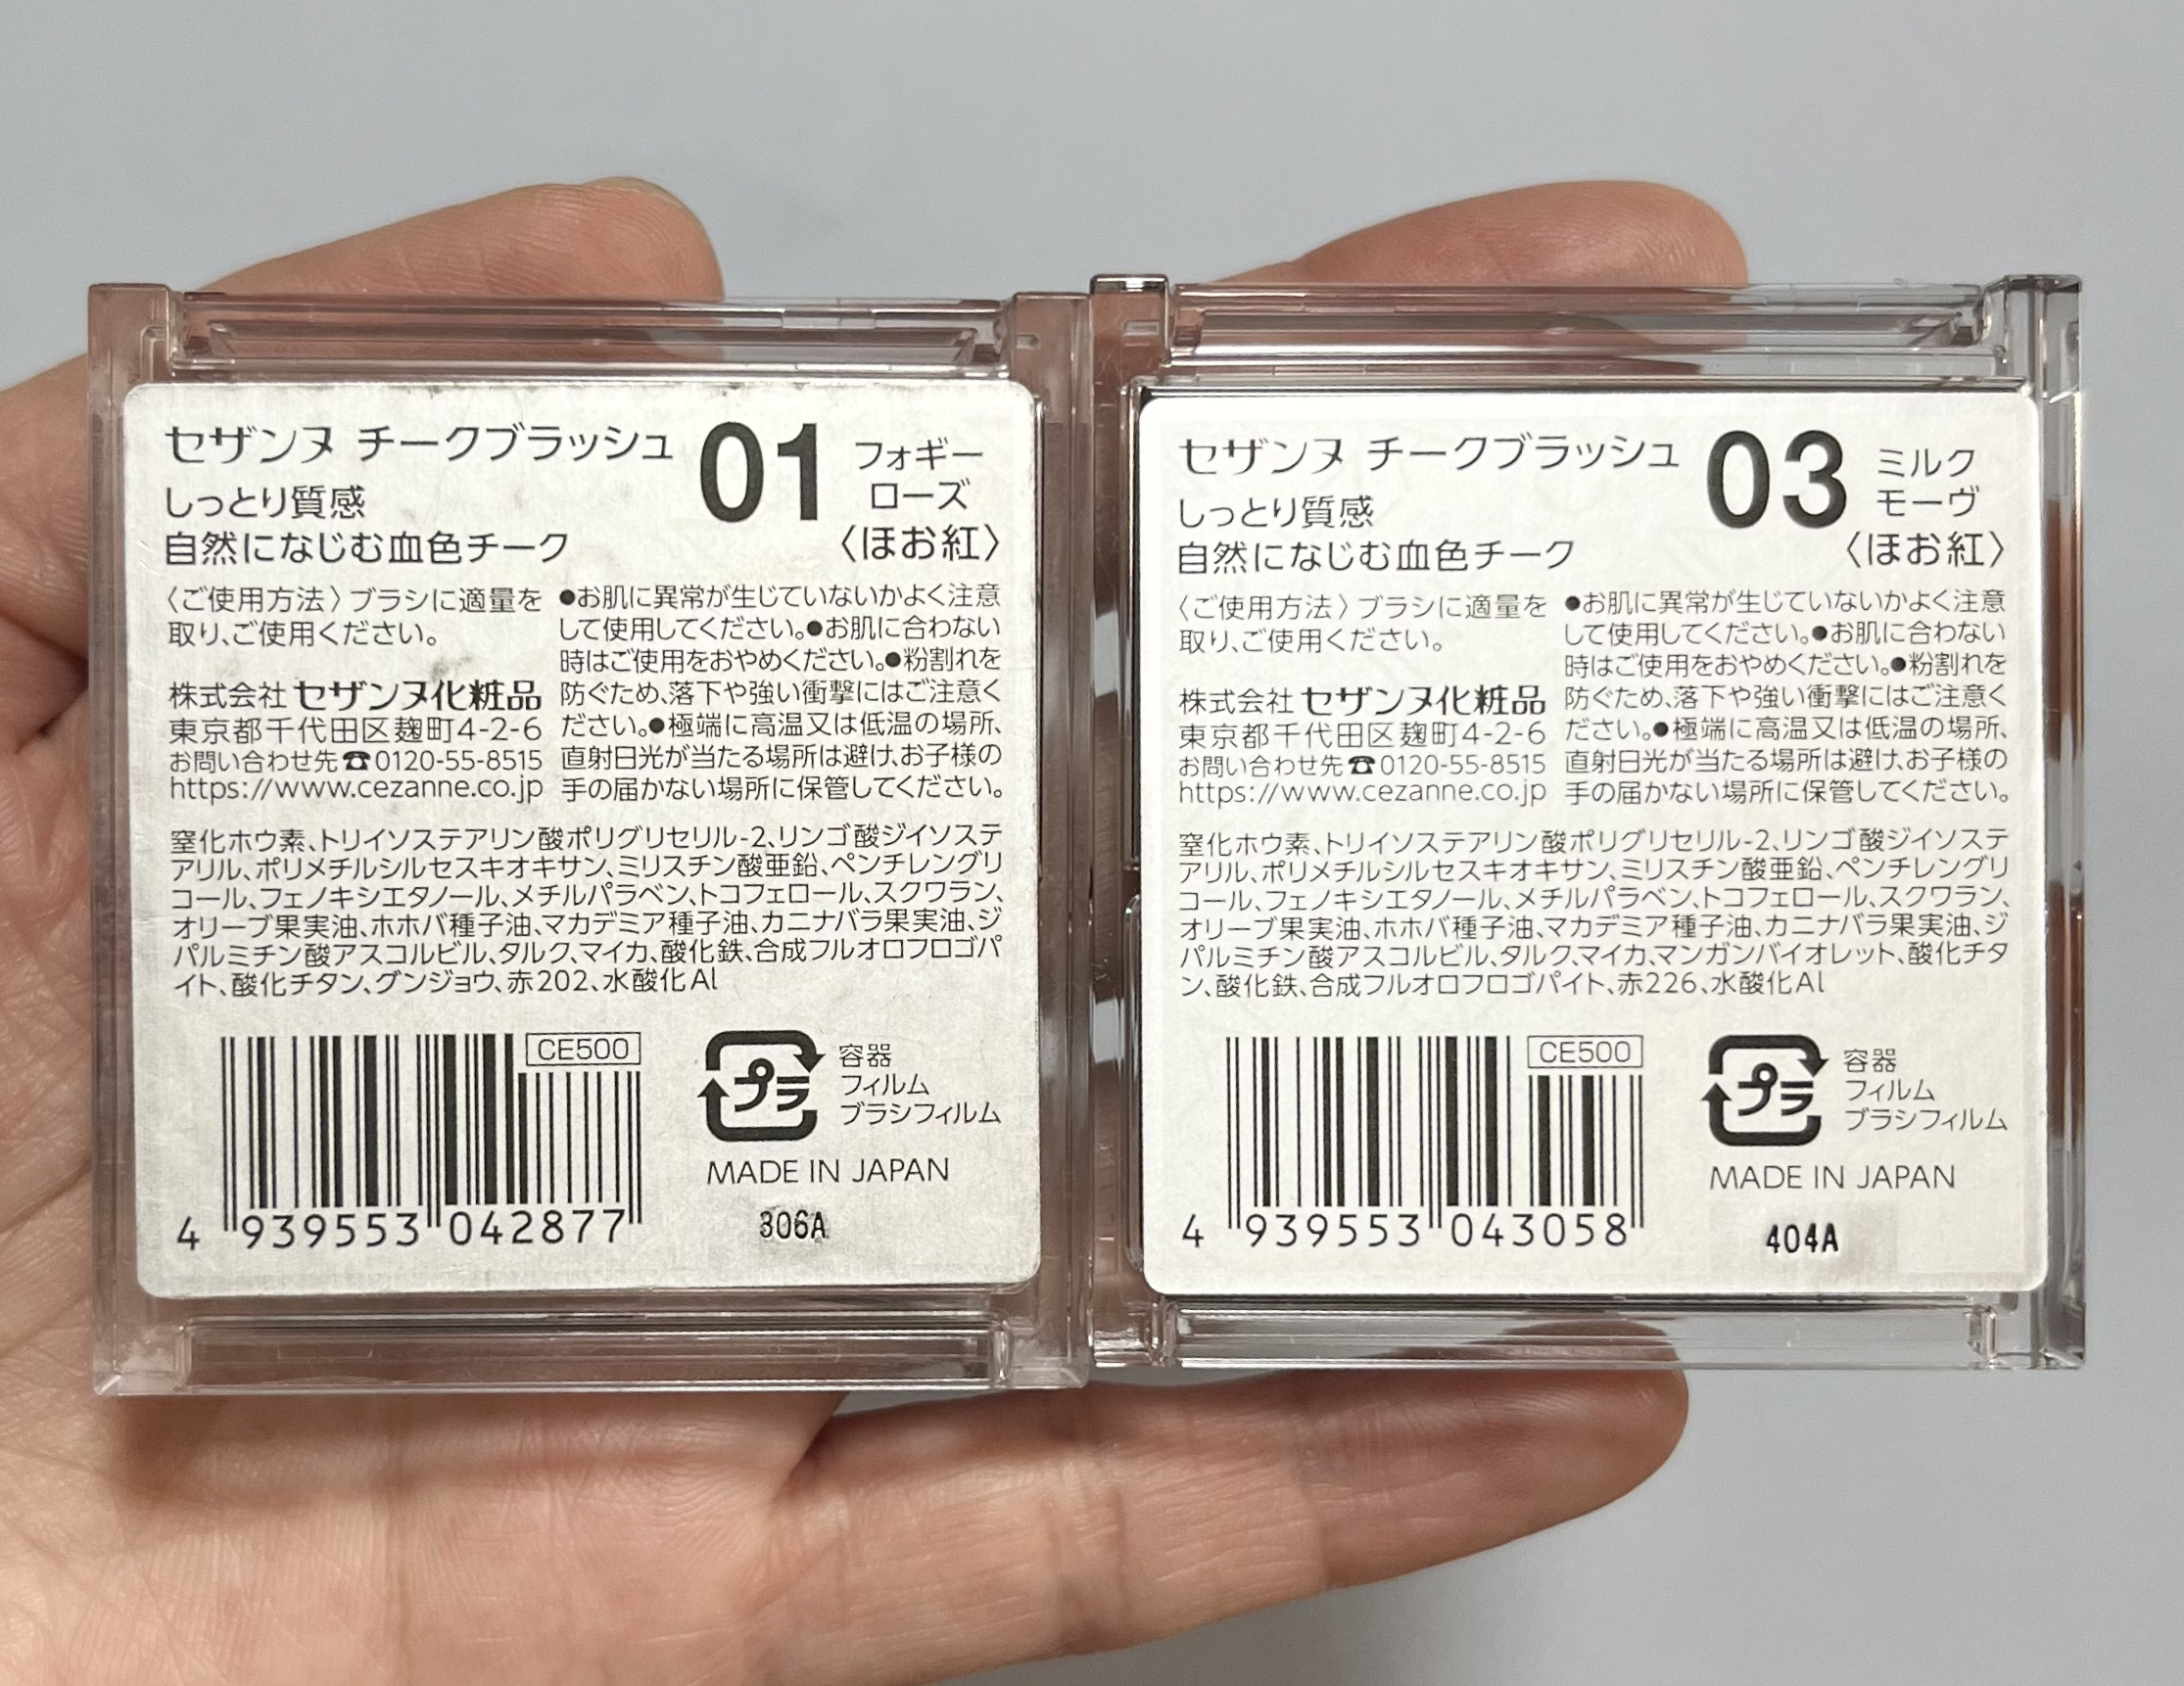 セザンヌ チークブラッシュ 01 フォギー
ローズ
しっとり質感
自然になじむ血色チーク 〈ほお紅〉
〈ご使用方法〉ブラシに適量を
取り、ご使用ください。
株式会社 セザンヌ化粧品
東京都千代田区麹町4-2-6
お問い合わせ先☎0120-55-8515
https://www.cezanne.co.jp
●お肌に異常が生じていないかよく注意
して使用してください。●お肌に合わない
時はご使用をおやめください。●粉割れを
防ぐため、落下や強い衝撃にはご注意く
ださい。●極端に高温又は低温の場所、
直射日光が当たる場所は避け、お子様の
手の届かない場所に保管してください。
窒化ホウ素、トリイソステアリン酸ポリグリセリル-2、リンゴ酸ジイソステ
アリル、ポリメチルシルセスキオキサン、ミリスチン酸亜鉛、ペンチレングリ
コール、フェノキシエタノール、メチルパラベン、トコフェロール、スクワラン、
オリーブ果実油、ホホバ種子油、マカデミア種子油、カニナバラ果実油、ジ
パルミチン酸アスコルビル、タルク、マイカ、酸化鉄、合成フルオロフロゴパ
イト、酸化チタン、グンジョウ、赤202、水酸化Al
CE500
4 939553 042877
プラ
容器
フィルム
ブラシフィルム
MADE IN JAPAN
306A
セザンヌ チークブラッシュ 03 ミルク
モーヴ
しっとり質感
自然になじむ血色チーク 〈ほお紅〉
〈ご使用方法〉ブラシに適量を
取り、ご使用ください。
株式会社 セザンヌ化粧品
東京都千代田区麹町4-2-6
お問い合わせ先☎0120-55-8515
https://www.cezanne.co.jp
●お肌に異常が生じていないかよく注意
して使用してください。●お肌に合わない
時はご使用をおやめください。●粉割れを
防ぐため、落下や強い衝撃にはご注意く
ださい。●極端に高温又は低温の場所、
直射日光が当たる場所は避け、お子様の
手の届かない場所に保管してください。
窒化ホウ素、トリイソステアリン酸ポリグリセリル-2、リンゴ酸ジイソステ
アリル、ポリメチルシルセスキオキサン、ミリスチン酸亜鉛、ペンチレングリ
コール、フェノキシエタノール、メチルパラベン、トコフェロール、スクワラン、
オリーブ果実油、ホホバ種子油、マカデミア種子油、カニナバラ果実油、ジ
パルミチン酸アスコルビル、タルク、マイカ、マンガンバイオレット、酸化チタ
ン、酸化鉄、合成フルオロフロゴパイト、赤226、水酸化Al
CE500
4 939553 043058
プラ
容器
フィルム
ブラシフィルム
MADE IN JAPAN
404A